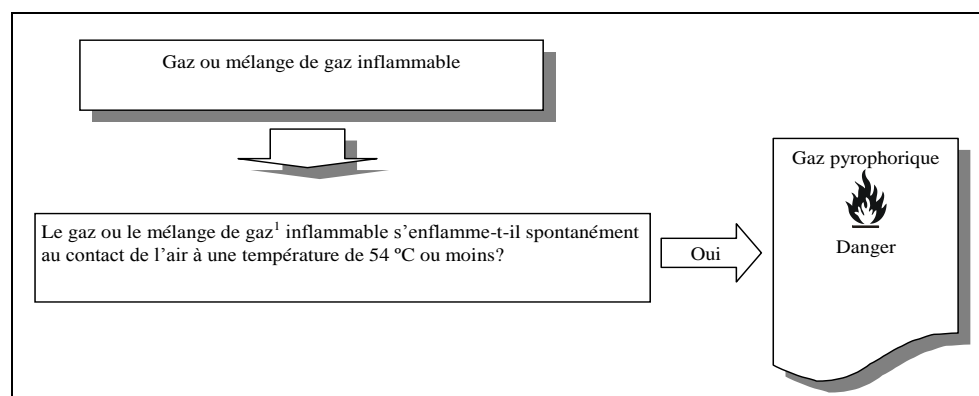 Gaz ou mélange de gaz inflammable
Le gaz ou le mélange de gaz¹ inflammable s’enflamme-t-il spontanément
au contact de l’air à une température de 54 ºC ou moins?
Oui
Gaz pyrophorique
Danger